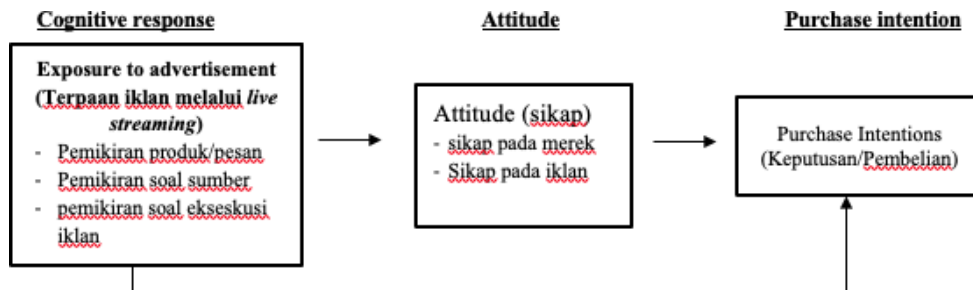 Cognitive response
Attitude
Purchase intention
Exposure to advertisement
(Terpaan iklan melalui live
streaming)
- Pemikiran produk/pesan
- Pemikiran soal sumber
- pemikiran soal ekseskusi
iklan
Attitude (sikap)
- sikap pada merek
- Sikap pada iklan
Purchase Intentions
(Keputusan/Pembelian)